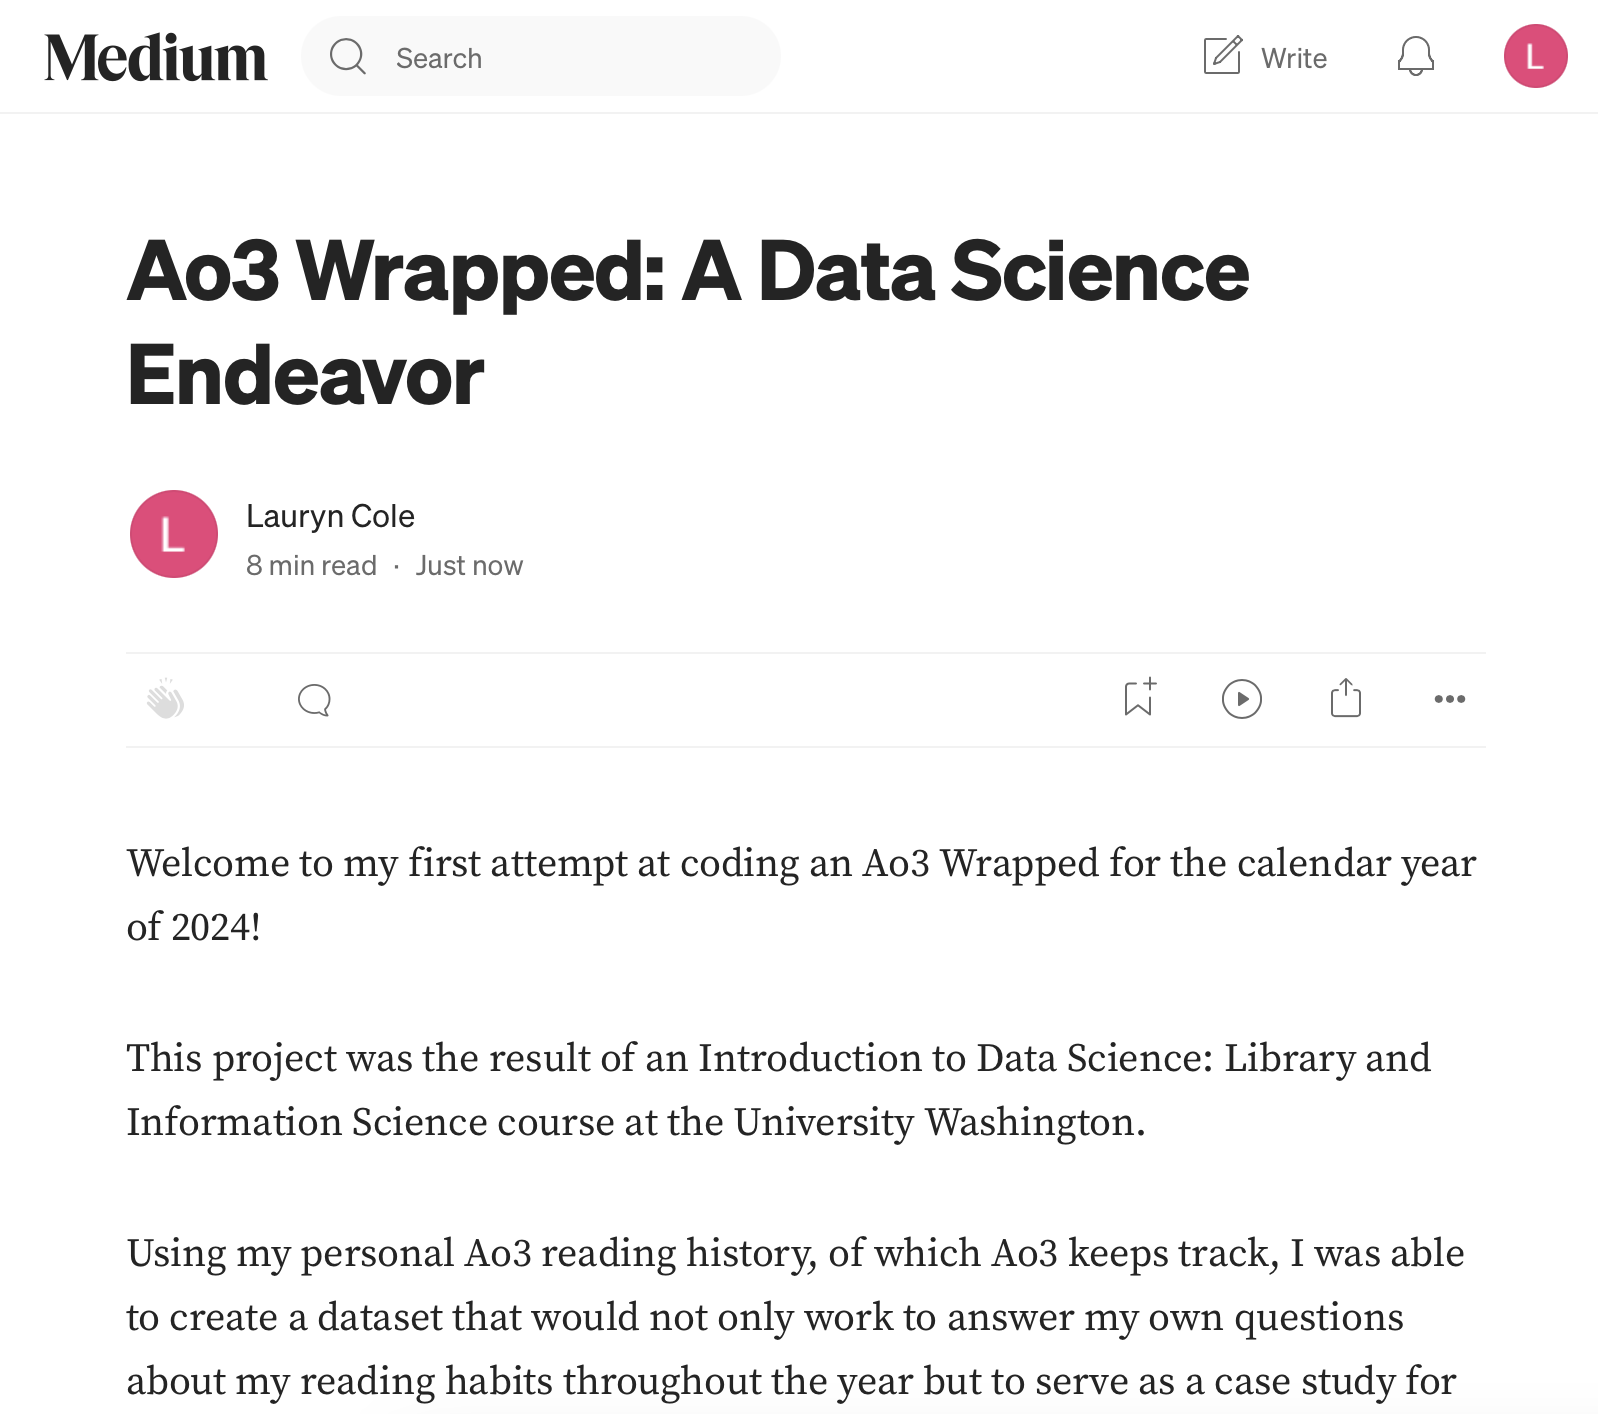 Medium
Search
Write
L
Ao3 Wrapped: A Data Science
Endeavor
L
Lauryn Cole
8 min read · Just now
Welcome to my first attempt at coding an Ao3 Wrapped for the calendar year
of 2024!
This project was the result of an Introduction to Data Science: Library and
Information Science course at the University Washington.
Using my personal Ao3 reading history, of which Ao3 keeps track, I was able
to create a dataset that would not only work to answer my own questions
about my reading habits throughout the year but to serve as a case study for